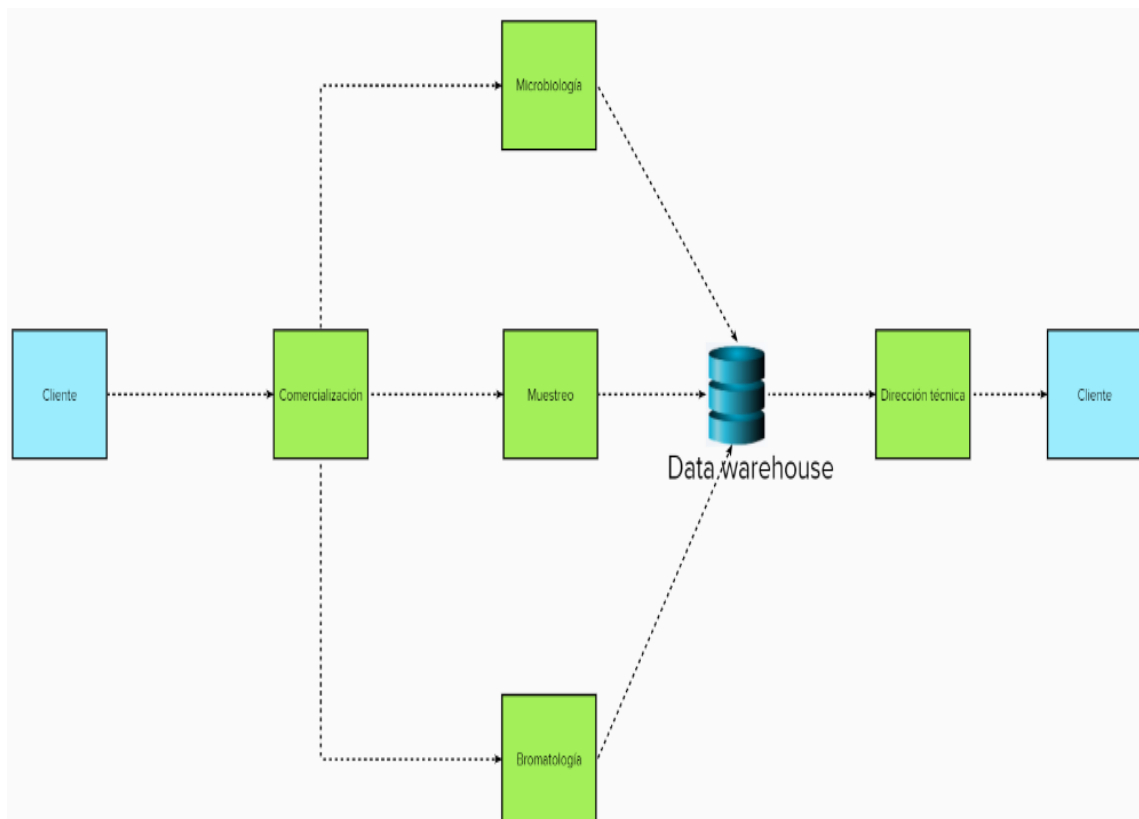 Microbiología
Cliente
Comercialización
Muestreo
Dirección técnica
Cliente
Data warehouse
Bromatología